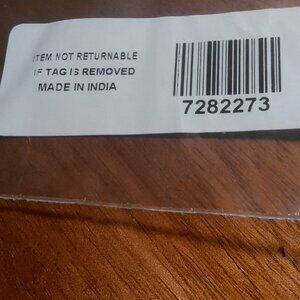 ITEM NOT RETURNABLE
IF TAG IS REMOVED
MADE IN INDIA
7282273